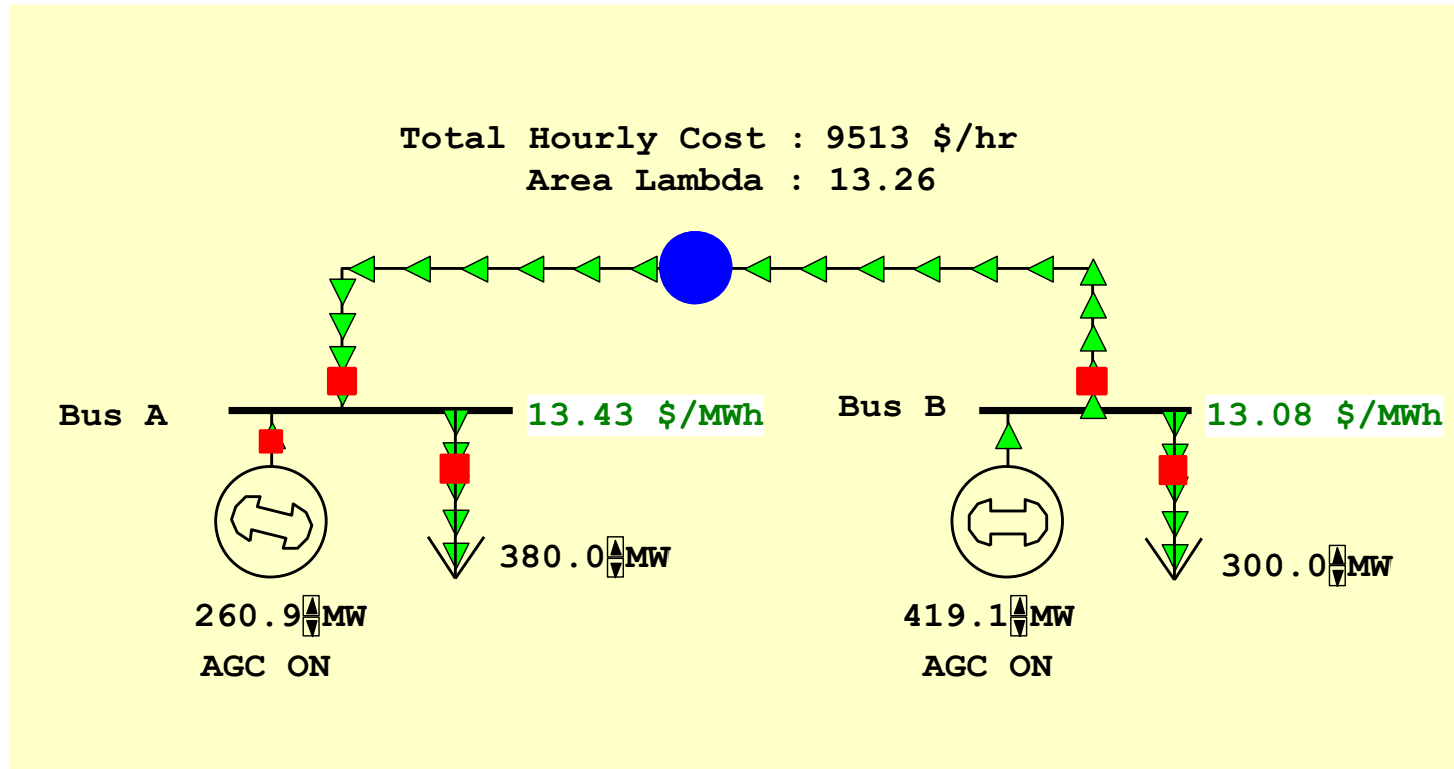 Total Hourly Cost : 9513 $/hr
Area Lambda : 13.26
Bus A
13.43 $/MWh
Bus B
13.08 $/MWh
380.0 MW
300.0 MW
260.9 MW
419.1 MW
AGC ON
AGC ON